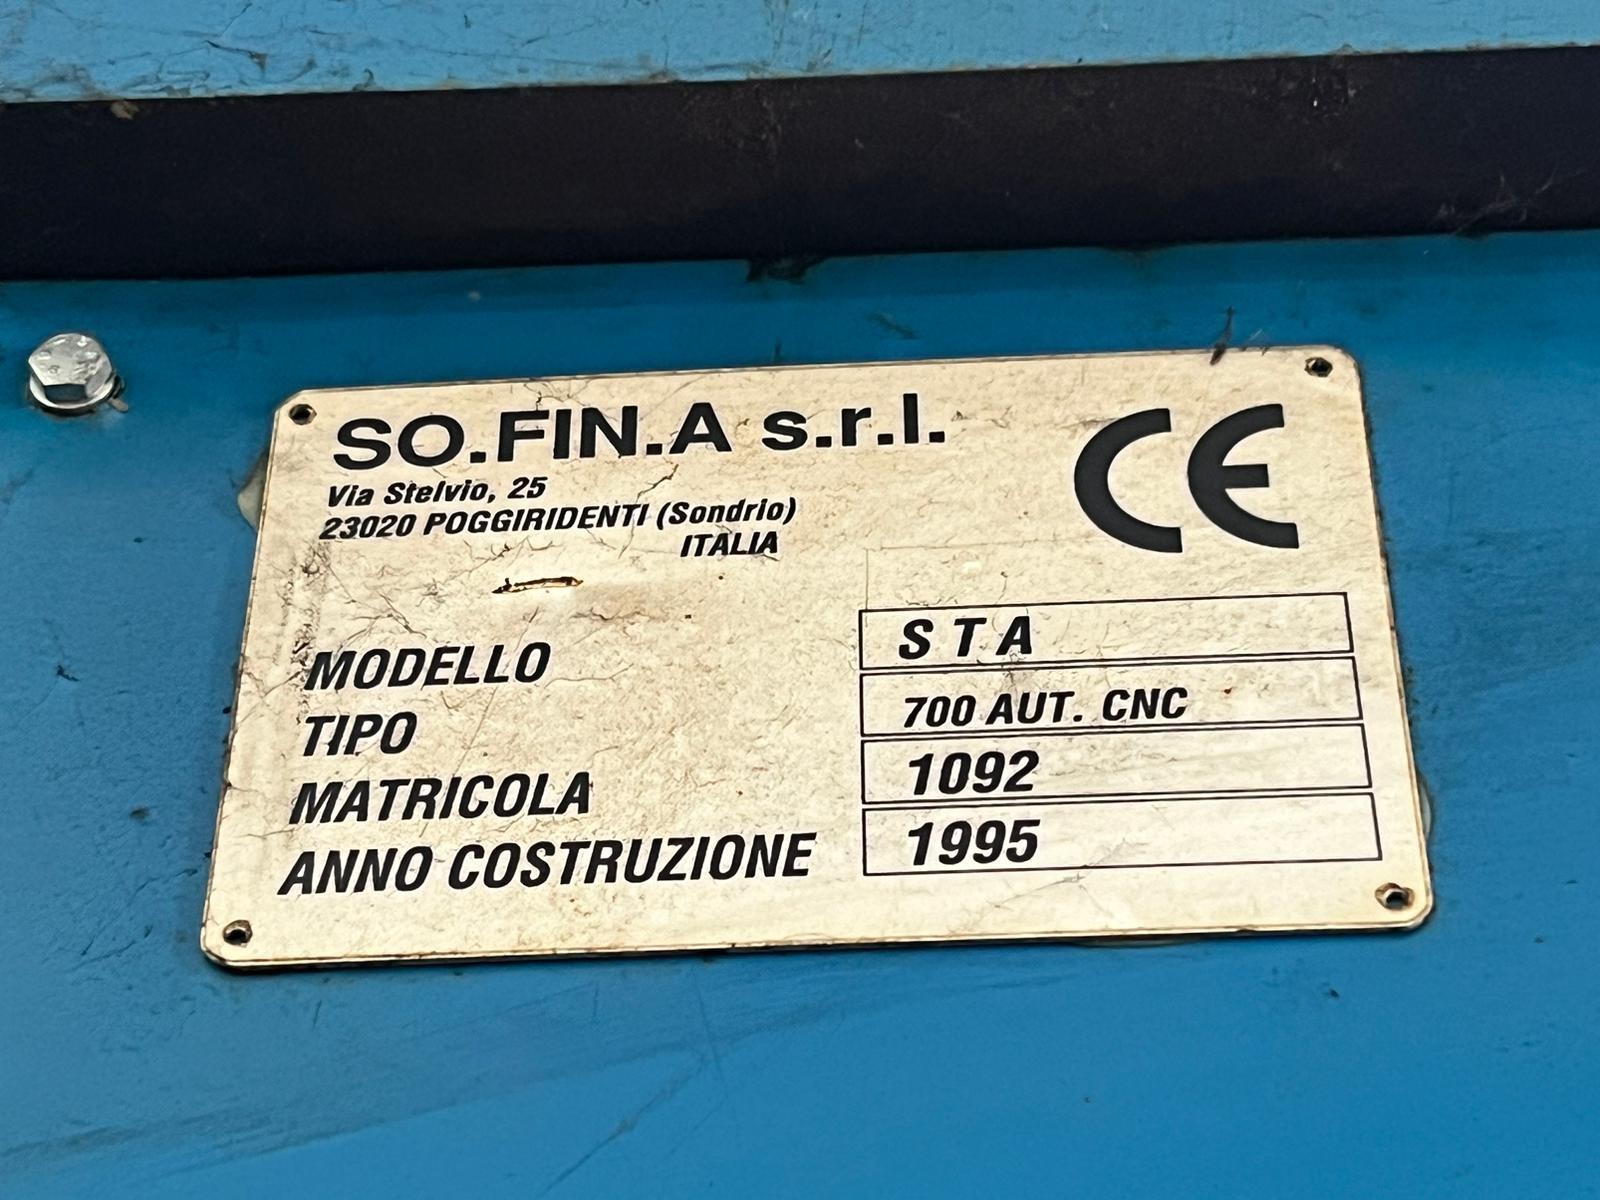 SO.FIN.A s.r.l.
Via Stelvio, 25
23020 POGGIRIDENTI (Sondrio)
ITALIA
CE
MODELLO STA
TIPO 700 AUT. CNC
MATRICOLA 1092
ANNO COSTRUZIONE 1995